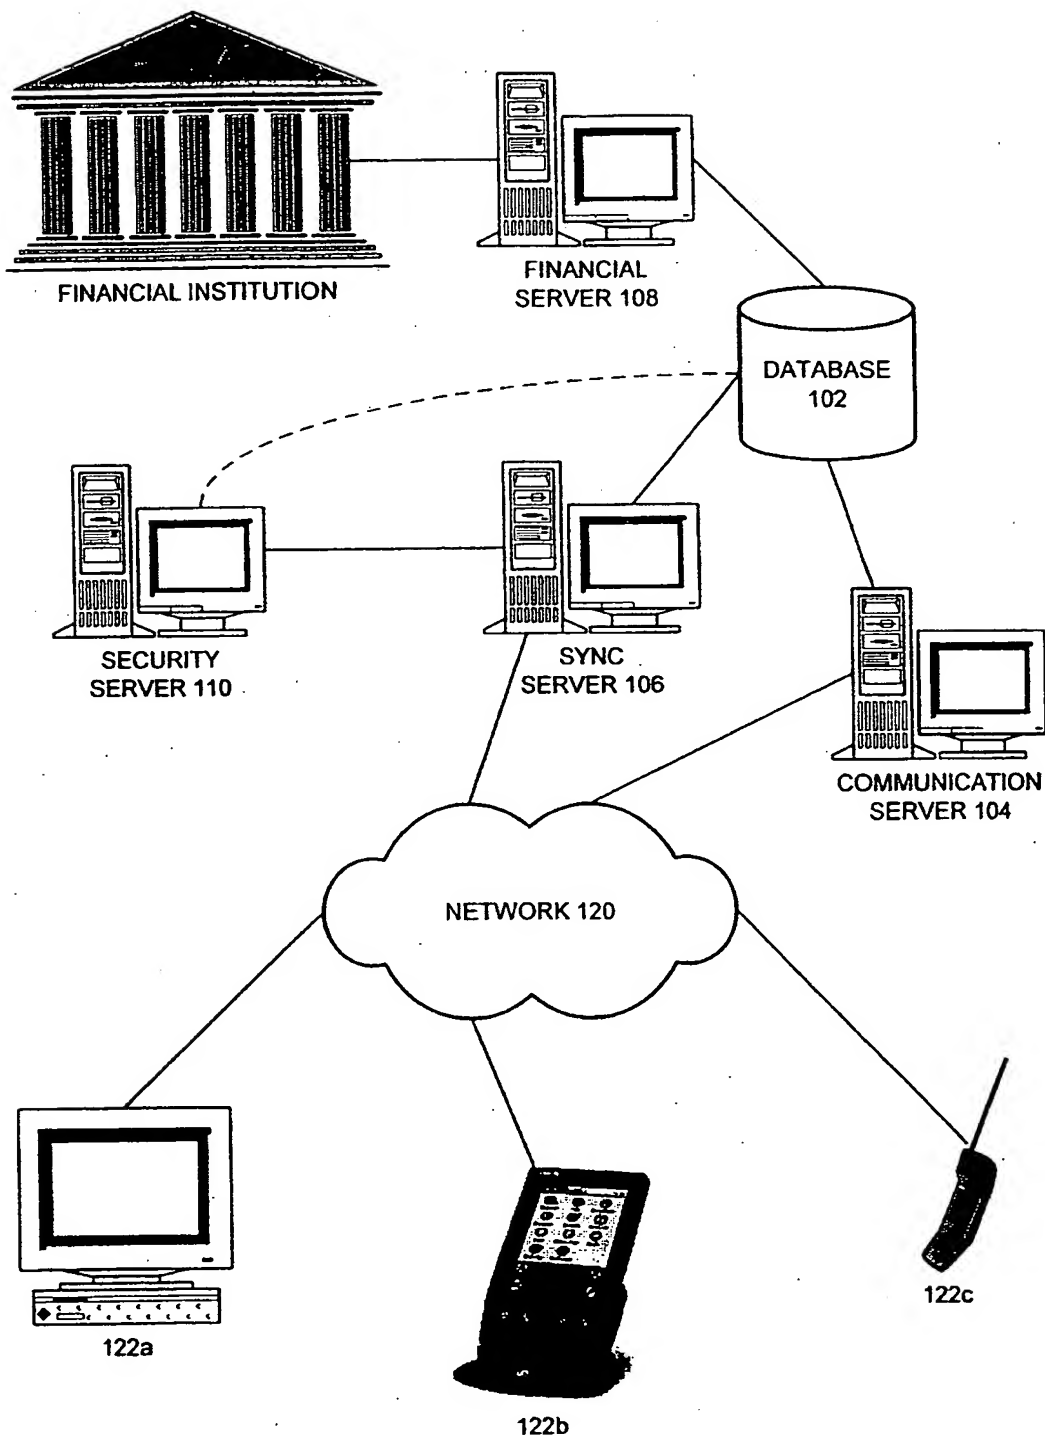 FINANCIAL INSTITUTION
FINANCIAL
SERVER 108
DATABASE
102
SECURITY
SERVER 110
SYNC
SERVER 106
COMMUNICATION
SERVER 104
NETWORK 120
122a
122b
122c